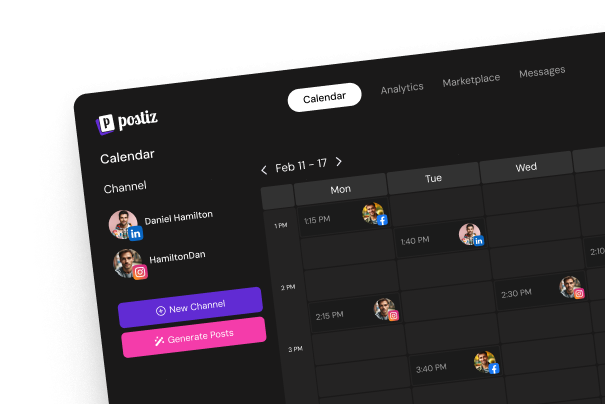 postiz
Calendar
Analytics
Marketplace
Messages
Calendar
Channel
Daniel Hamilton
HamiltonDan
New Channel
Generate Posts
Feb 11 - 17
Mon
Tue
Wed
1 PM
1:15 PM
1:40 PM
2:10
2 PM
2:15 PM
2:30 PM
3 PM
3:40 PM